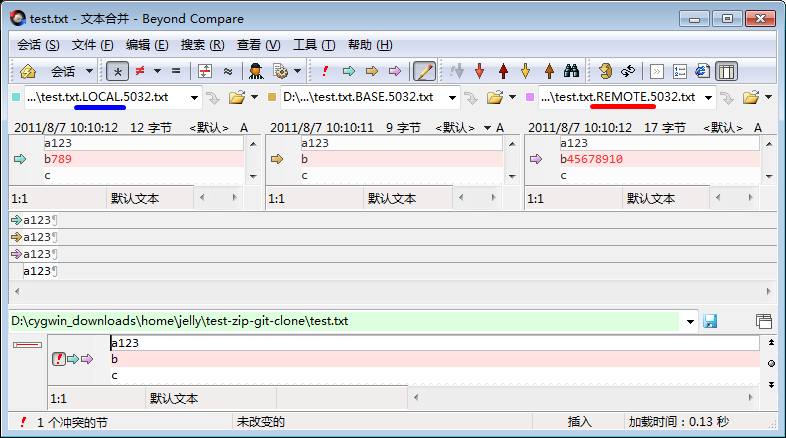 test.txt - 文本合并 - Beyond Compare
会话 (S) 文件 (F) 编辑 (E) 搜索 (R) 查看 (V) 工具 (T) 帮助 (H)
会话
...\test.txt.LOCAL.5032.txt D:\...\test.txt.BASE.5032.txt ...\test.txt.REMOTE.5032.txt
2011/8/7 10:10:12 12 字节 <默认> A 2011/8/7 10:10:11 9 字节 <默认> A 2011/8/7 10:10:12 17 字节 <默认> A
a123 a123 a123
b789 b b45678910
c c c
1:1 默认文本 1:1 默认文本 1:1 默认文本
a123¶
a123¶
a123¶
a123¶
D:\cygwin_downloads\home\jelly\test-zip-git-clone\test.txt
a123
b
c
1:1 默认文本
1 个冲突的节 未改变的 插入 加载时间：0.13 秒